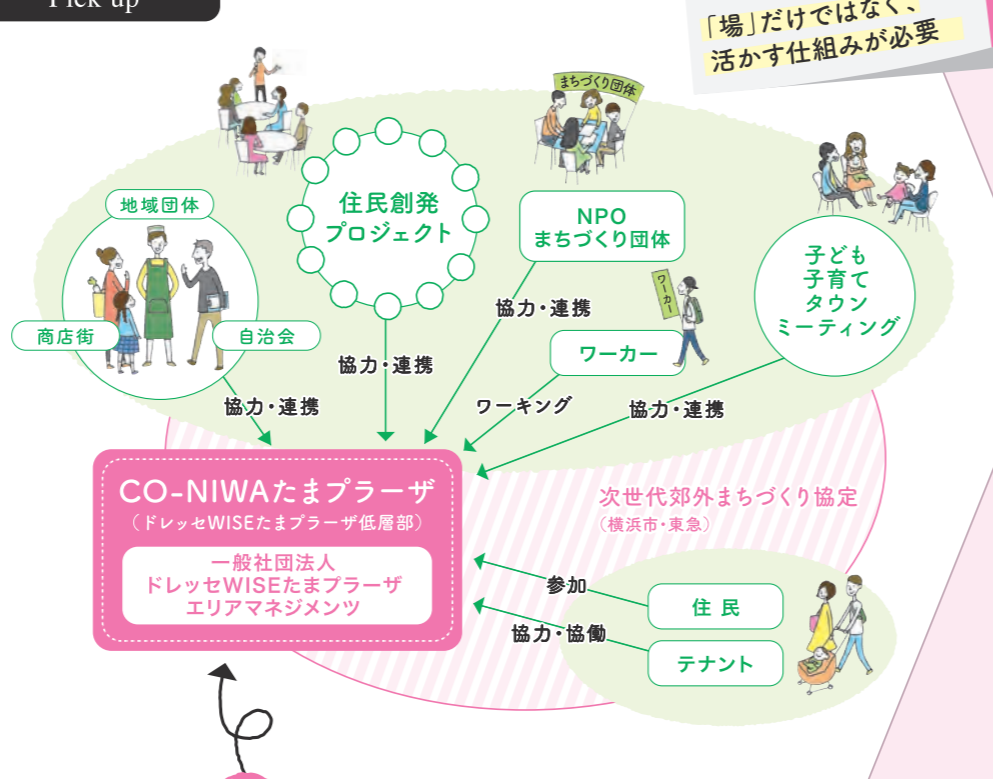 Pick up
「場」だけではなく、
活かす仕組みが必要
まちづくり団体
地域団体
商店街
自治会
住民創発
プロジェクト
NPO
まちづくり団体
ワーカー
ワーカー
子ども
子育て
タウン
ミーティング
協力・連携
協力・連携
協力・連携
ワーキング
協力・連携
CO-NIWAたまプラーザ
（ドレッセWISEたまプラーザ低層部）
一般社団法人
ドレッセWISEたまプラーザ
エリアマネジメンツ
次世代郊外まちづくり協定
（横浜市・東急）
参加
住民
協力・協働
テナント